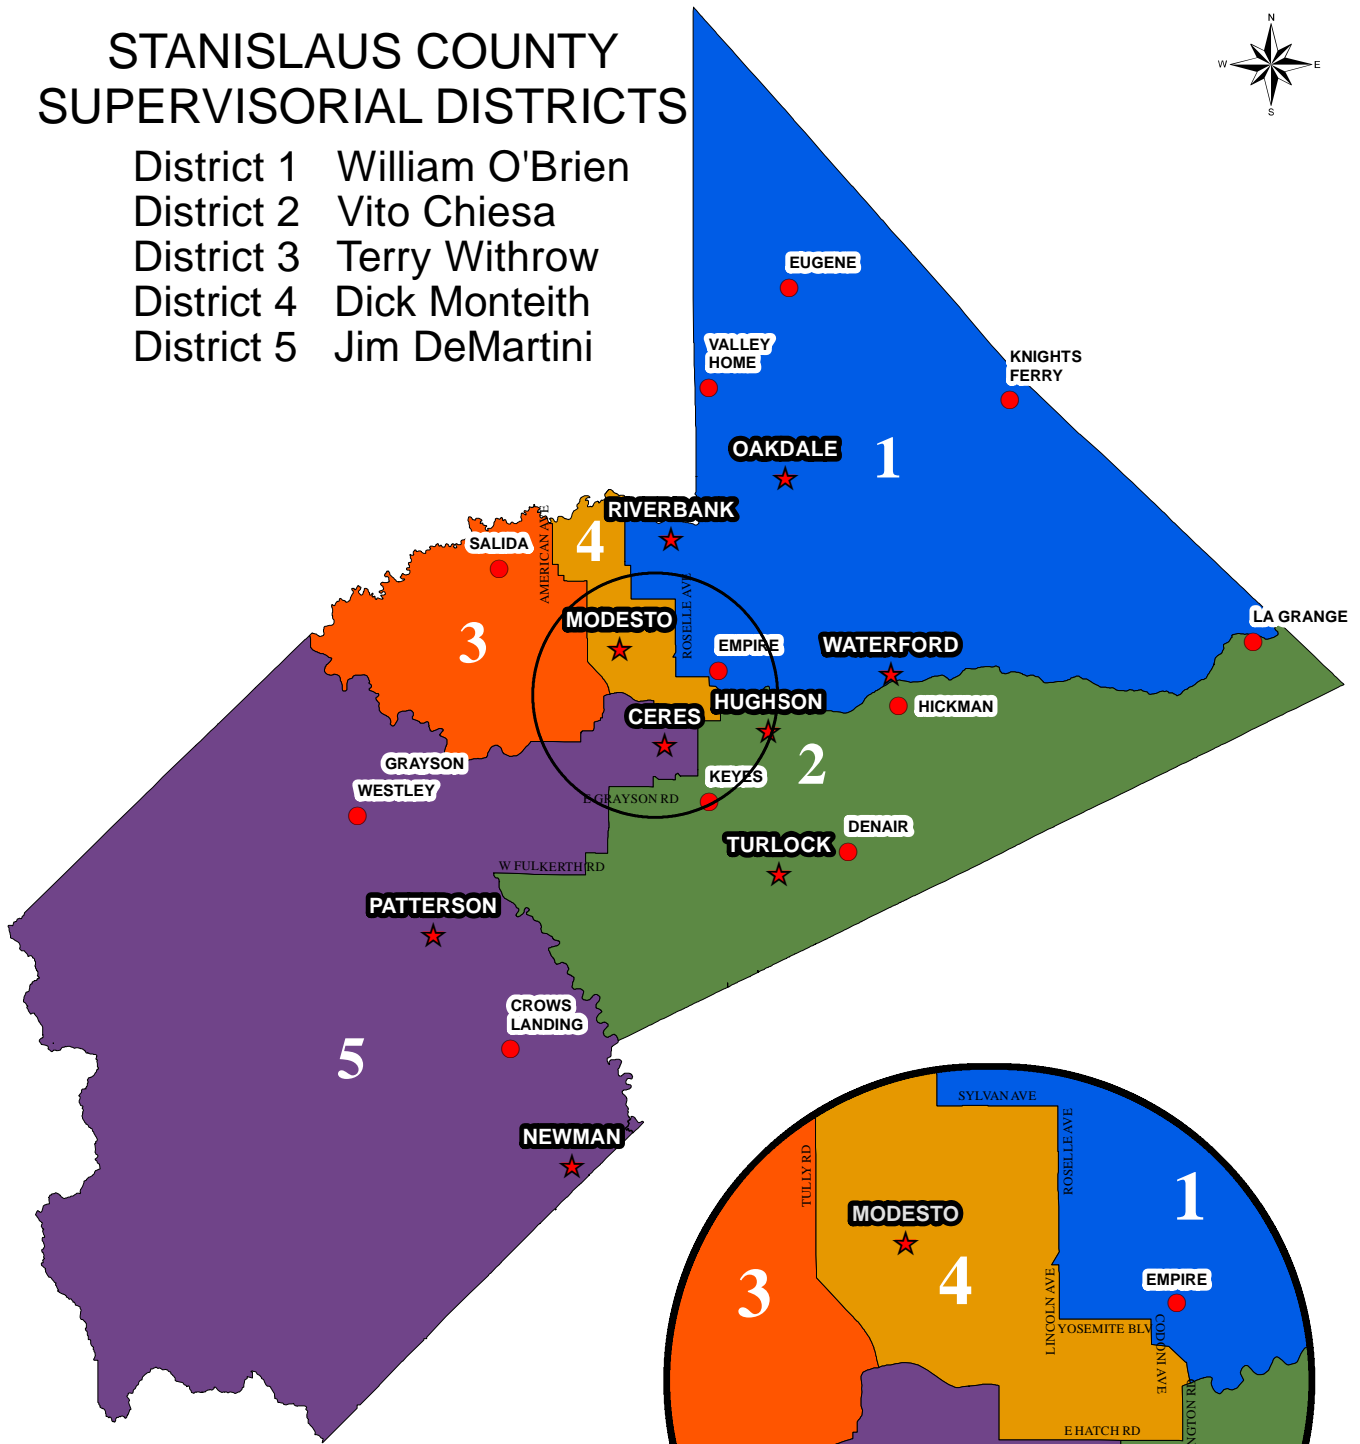 STANISLAUS COUNTY
SUPERVISORIAL DISTRICTS
District 1 William O'Brien
District 2 Vito Chiesa
District 3 Terry Withrow
District 4 Dick Monteith
District 5 Jim DeMartini
N
W E
S
EUGENE
VALLEY
HOME
KNIGHTS
FERRY
OAKDALE
1
RIVERBANK
AMERICAN AVE
4
SALIDA
ROSELLE AVE
MODESTO
3
EMPIRE
WATERFORD
LA GRANGE
HUGHSON
HICKMAN
CERES
2
GRAYSON
KEYES
WESTLEY
E GRAYSON RD
DENAIR
TURLOCK
W FULKERTH RD
PATTERSON
CROWS
LANDING
5
NEWMAN
SYLVAN AVE
ROSELLE AVE
TULLY RD
1
MODESTO
4
3
EMPIRE
LINCOLN AVE
YOSEMITE BLV
CODONI AVE
NGTON RD
E HATCH RD